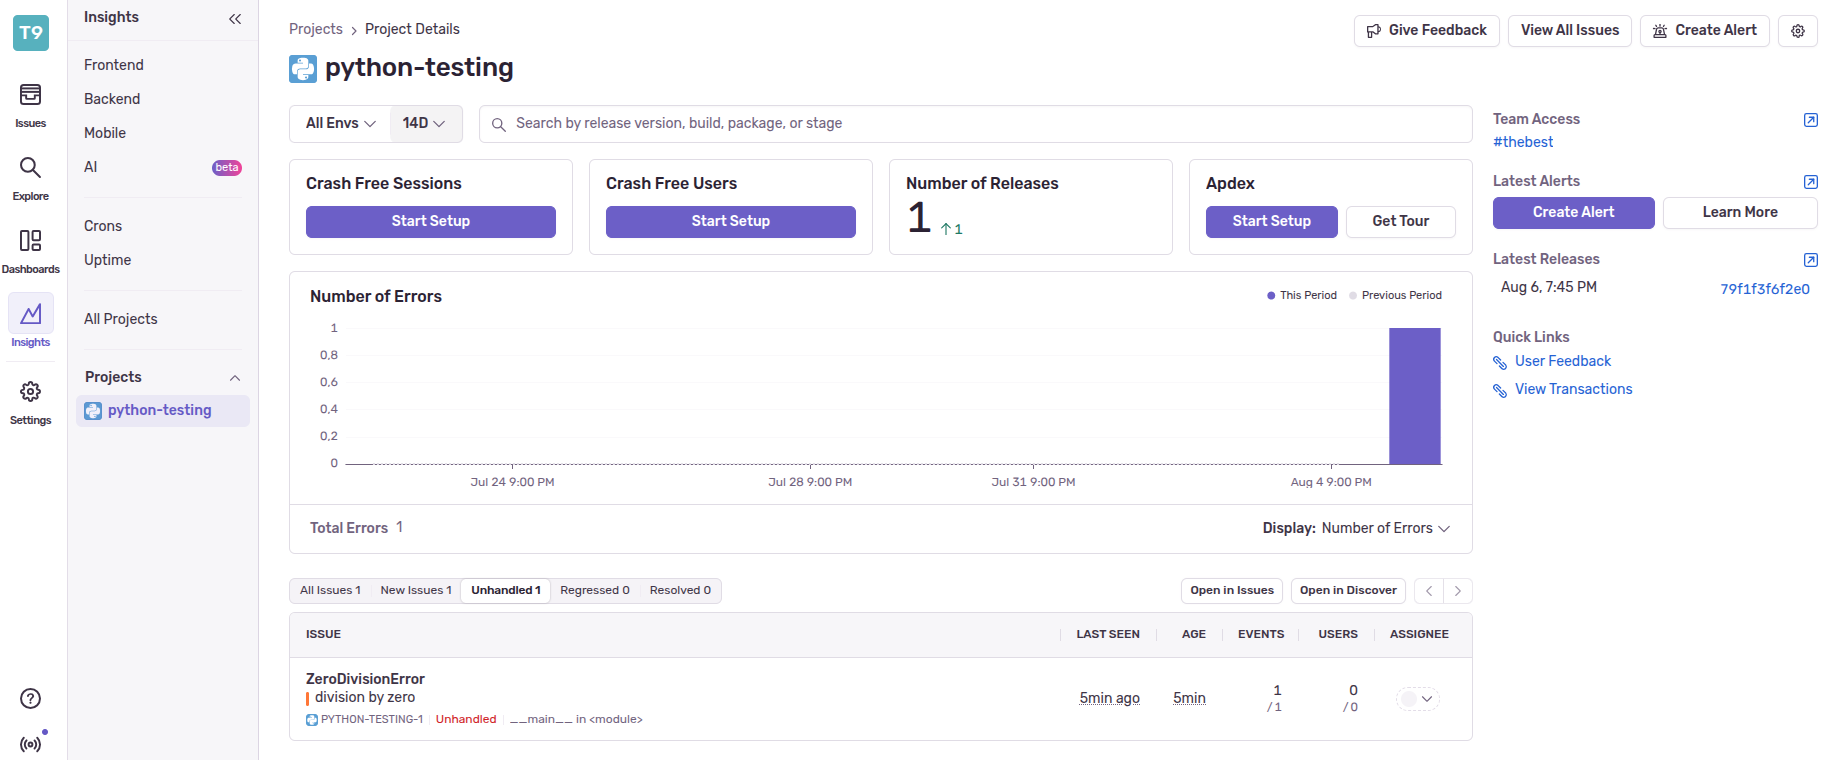 T9
Issues
Explore
Dashboards
Insights
Settings
Insights
Frontend
Backend
Mobile
AI beta
Crons
Uptime
All Projects
Projects
python-testing
Projects > Project Details
Give Feedback
View All Issues
Create Alert
python-testing
All Envs 14D
Search by release version, build, package, or stage
Crash Free Sessions
Start Setup
Crash Free Users
Start Setup
Number of Releases
1 ↑1
Apdex
Start Setup Get Tour
Number of Errors
This Period Previous Period
1
0,8
0,6
0,4
0,2
0
Jul 24 9:00 PM Jul 28 9:00 PM Jul 31 9:00 PM Aug 4 9:00 PM
Total Errors 1
Display: Number of Errors
All Issues 1 New Issues 1 Unhandled 1 Regressed 0 Resolved 0
Open in Issues Open in Discover
ISSUE LAST SEEN AGE EVENTS USERS ASSIGNEE
ZeroDivisionError
division by zero
PYTHON-TESTING-1 Unhandled __main__ in <module>
5min ago 5min 1 0
/ 1 / 0
Team Access
#thebest
Latest Alerts
Create Alert Learn More
Latest Releases
Aug 6, 7:45 PM 79f1f3f6f2e0
Quick Links
User Feedback
View Transactions